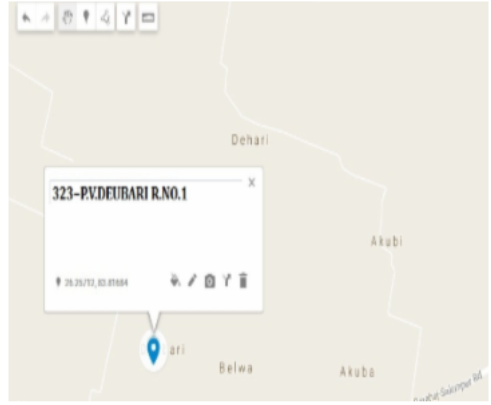 Dehari
323-P.V.DEUBARI R.NO.1
Akubi
ari
Belwa
Akuba